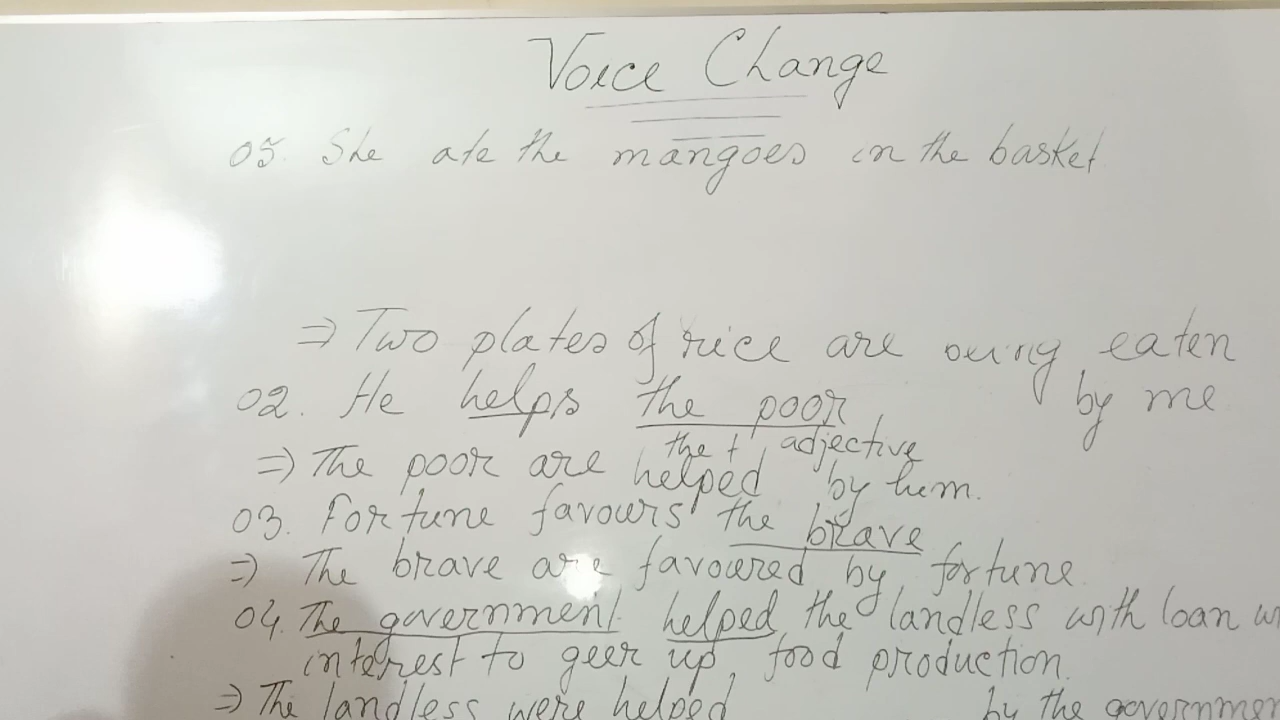 Voice Change
05. She ate the mangoes in the basket
⇒ Two plates of rice are being eaten
by me
02. He helps the poor
the + adjective
⇒ The poor are helped by him.
03. Fortune favours the brave
⇒ The brave are favoured by fortune
04. The government helped the landless with loan
interest to geer up food production.
⇒ The landless were helped by the